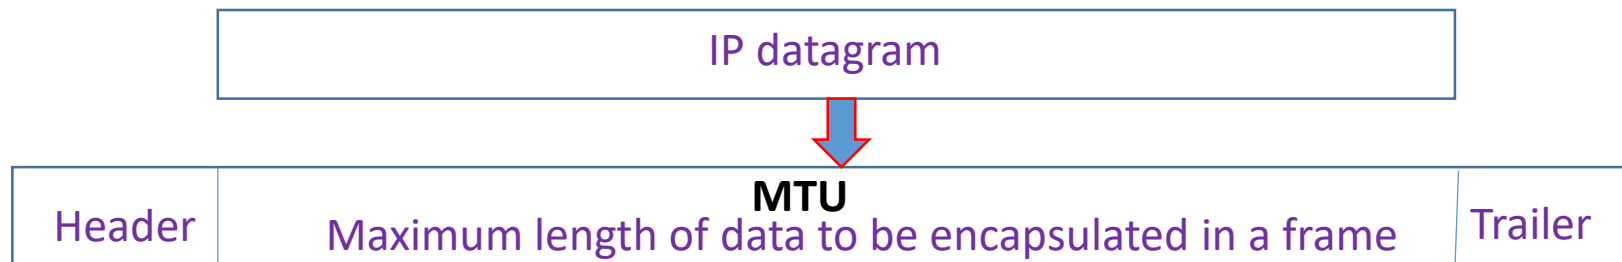 IP datagram
MTU
Header
Maximum length of data to be encapsulated in a frame
Trailer